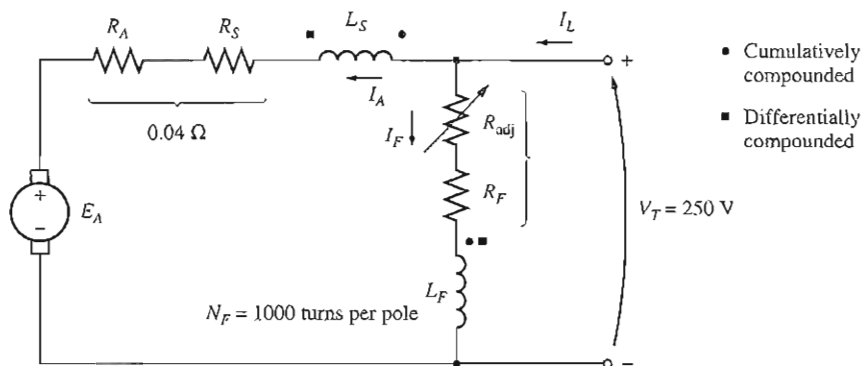 R_A
R_S
L_S
I_L
+
• Cumulatively
compounded
■ Differentially
compounded
0.04 Ω
I_A
I_F
R_adj
R_F
+
−
E_A
V_T = 250 V
N_F = 1000 turns per pole
L_F
−